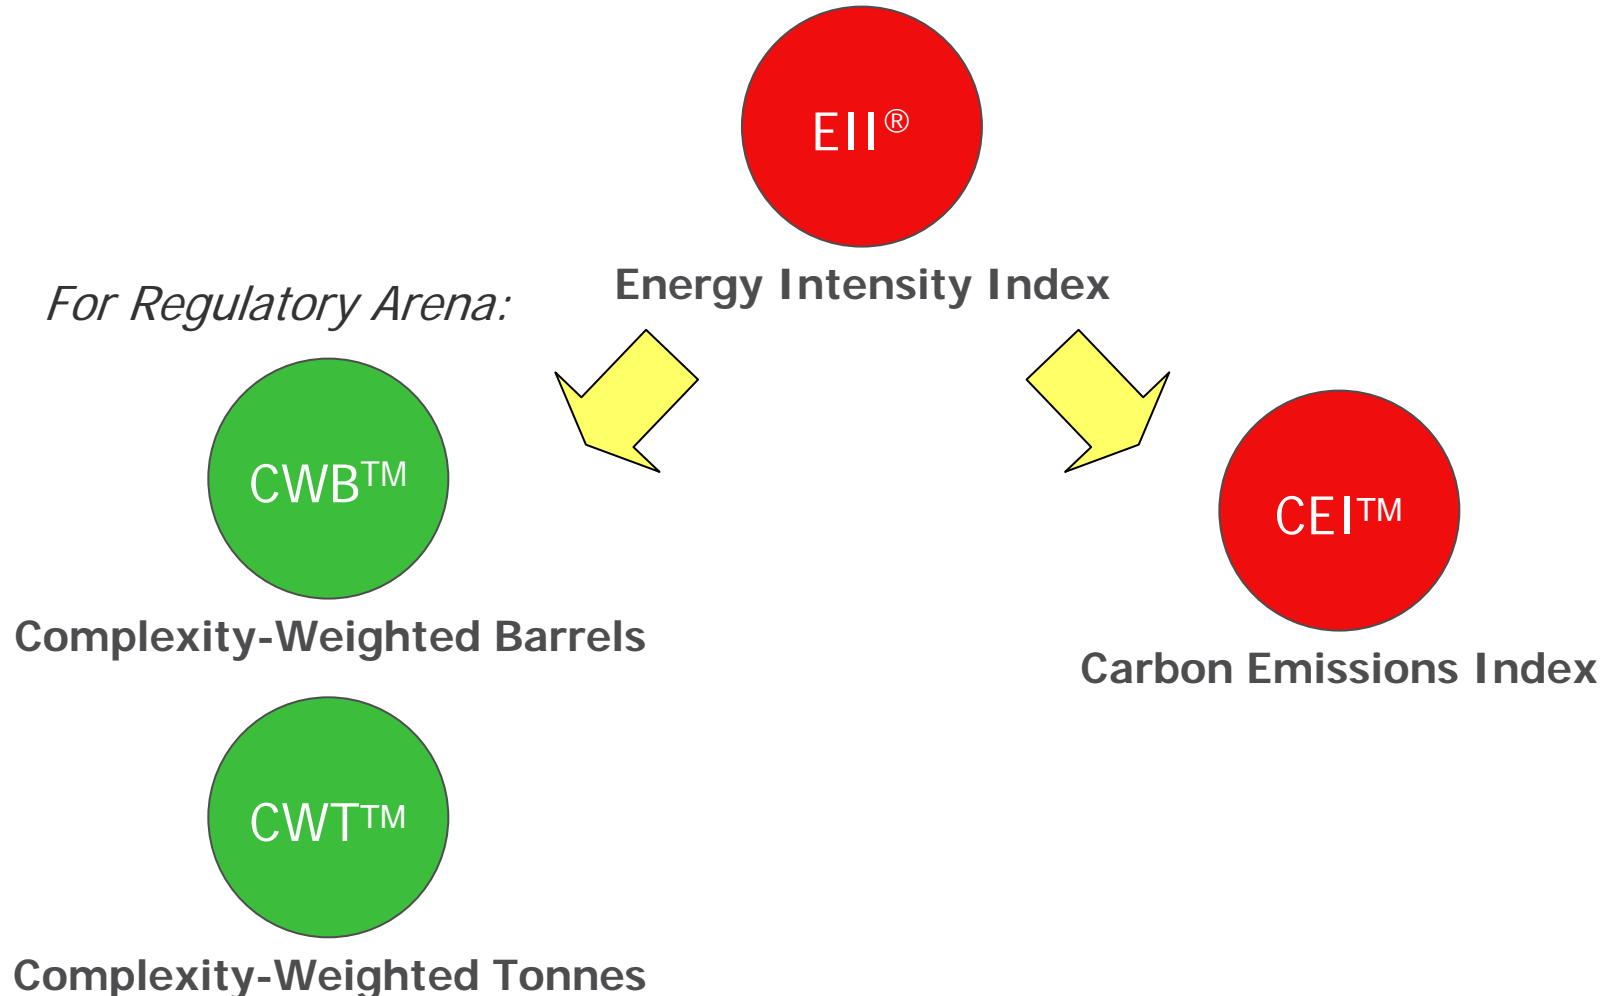 EII®
Energy Intensity Index
For Regulatory Arena:
CWB™
Complexity-Weighted Barrels
CEI™
Carbon Emissions Index
CWT™
Complexity-Weighted Tonnes